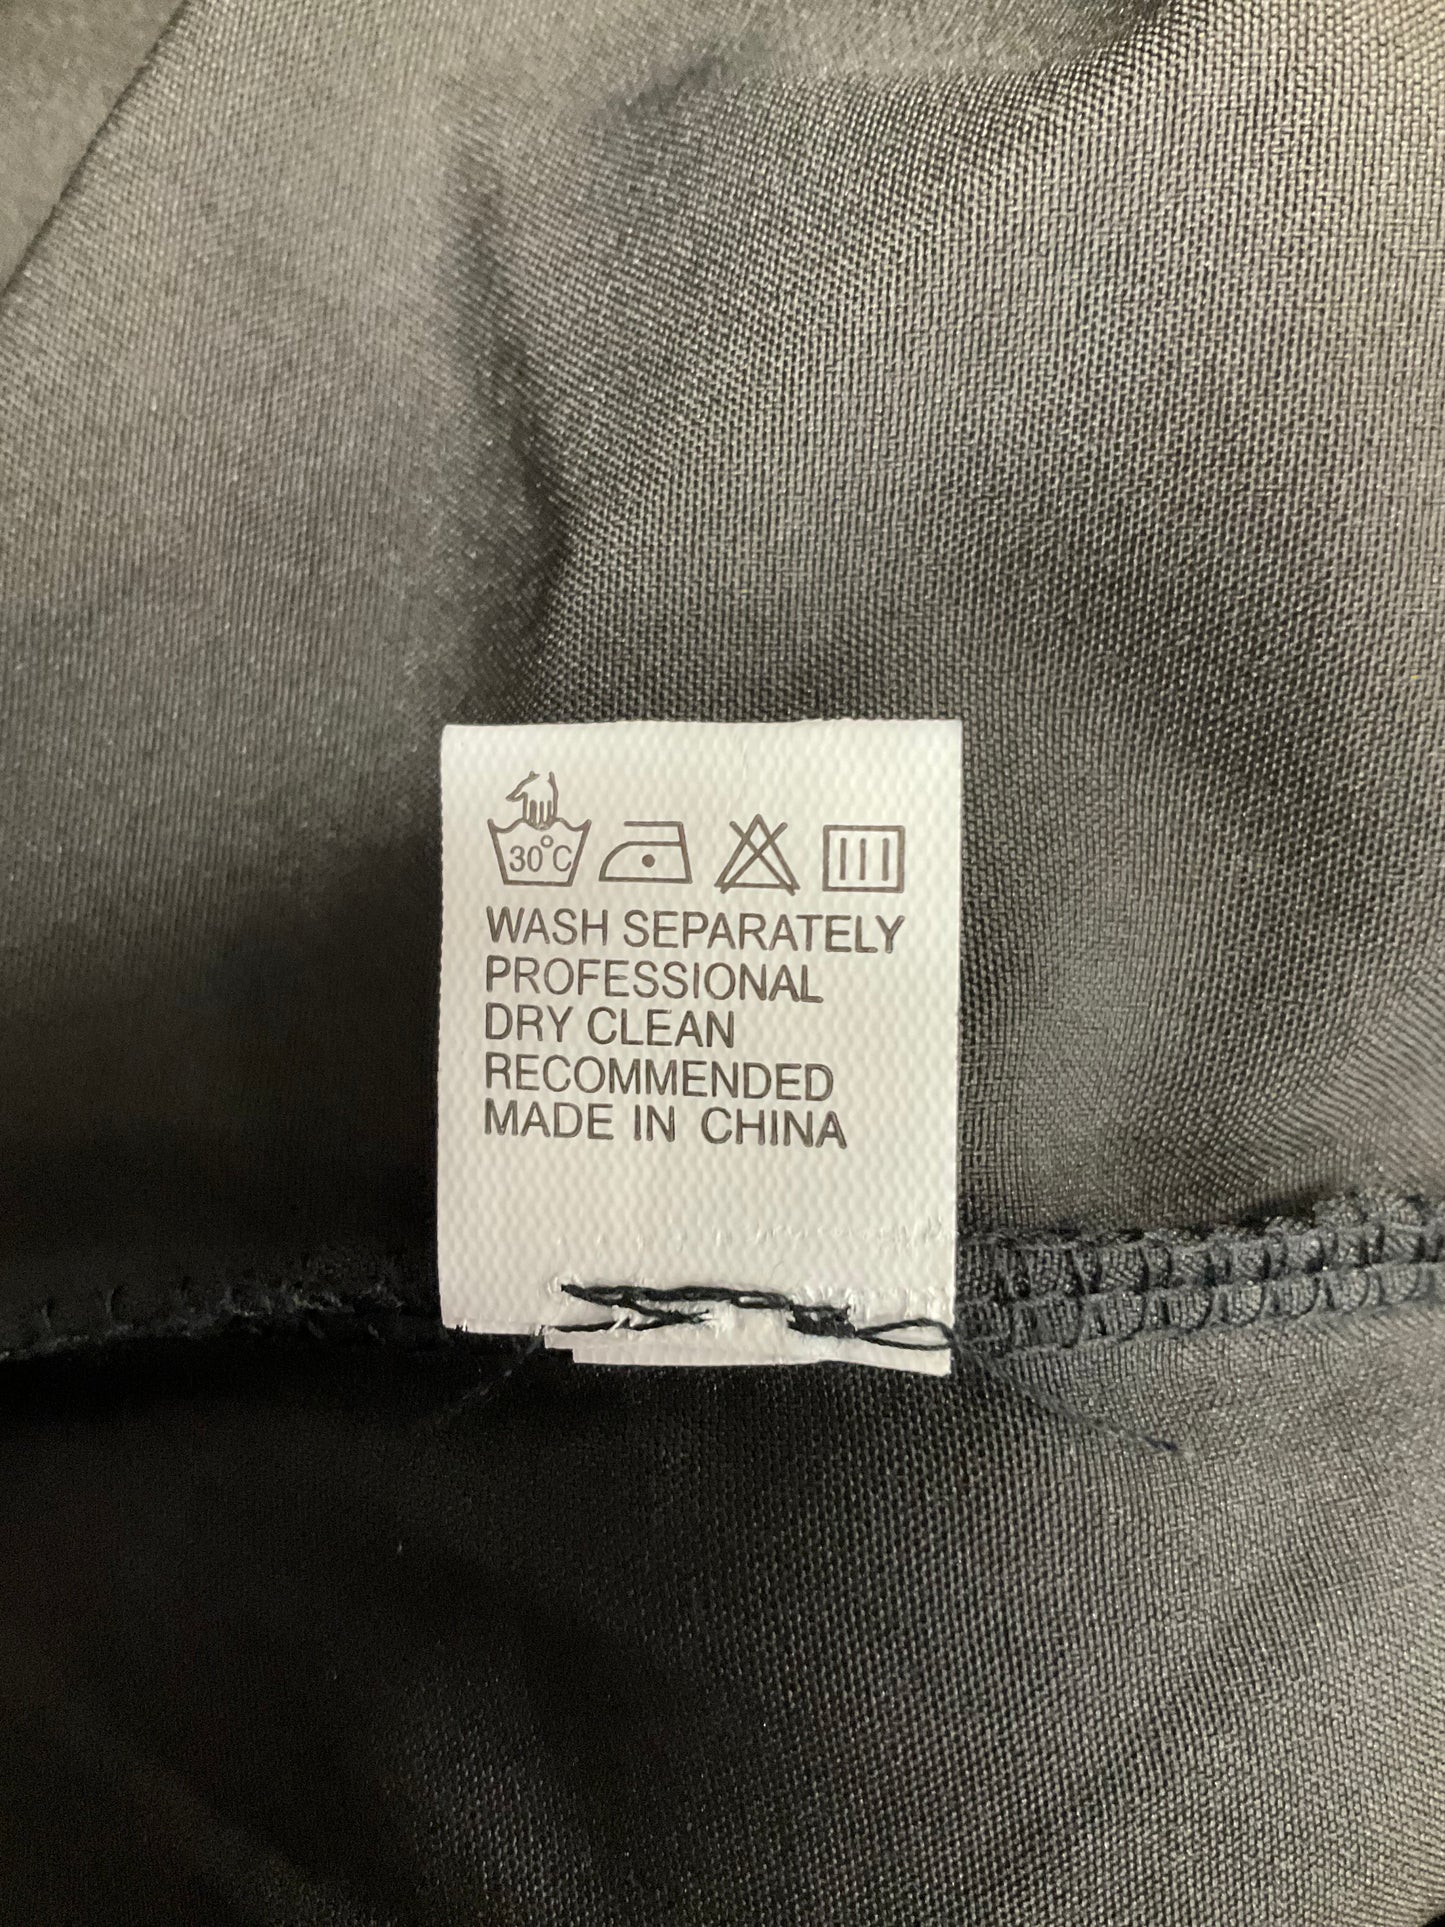 30°C
WASH SEPARATELY
PROFESSIONAL
DRY CLEAN
RECOMMENDED
MADE IN CHINA